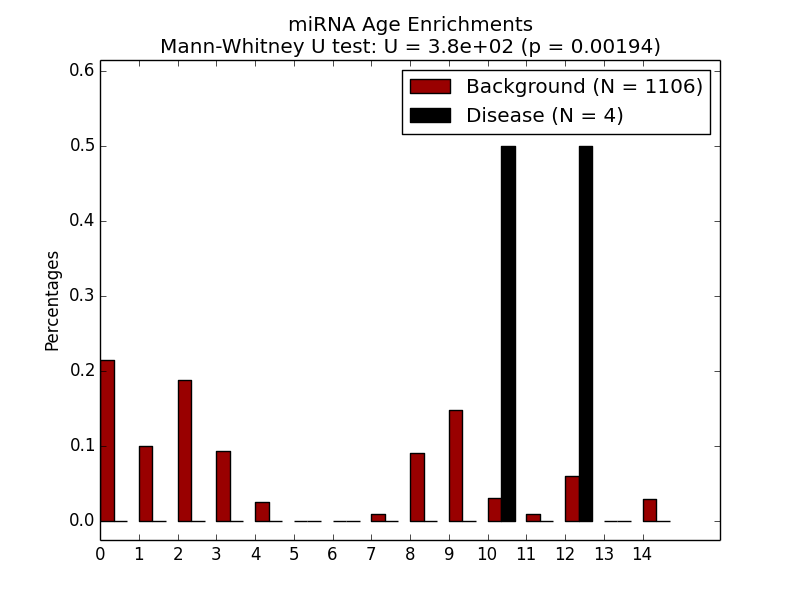 miRNA Age Enrichments
Mann-Whitney U test: U = 3.8e+02 (p = 0.00194)
Background (N = 1106)
Disease (N = 4)
Percentages
0.6
0.5
0.4
0.3
0.2
0.1
0.0
0 1 2 3 4 5 6 7 8 9 10 11 12 13 14